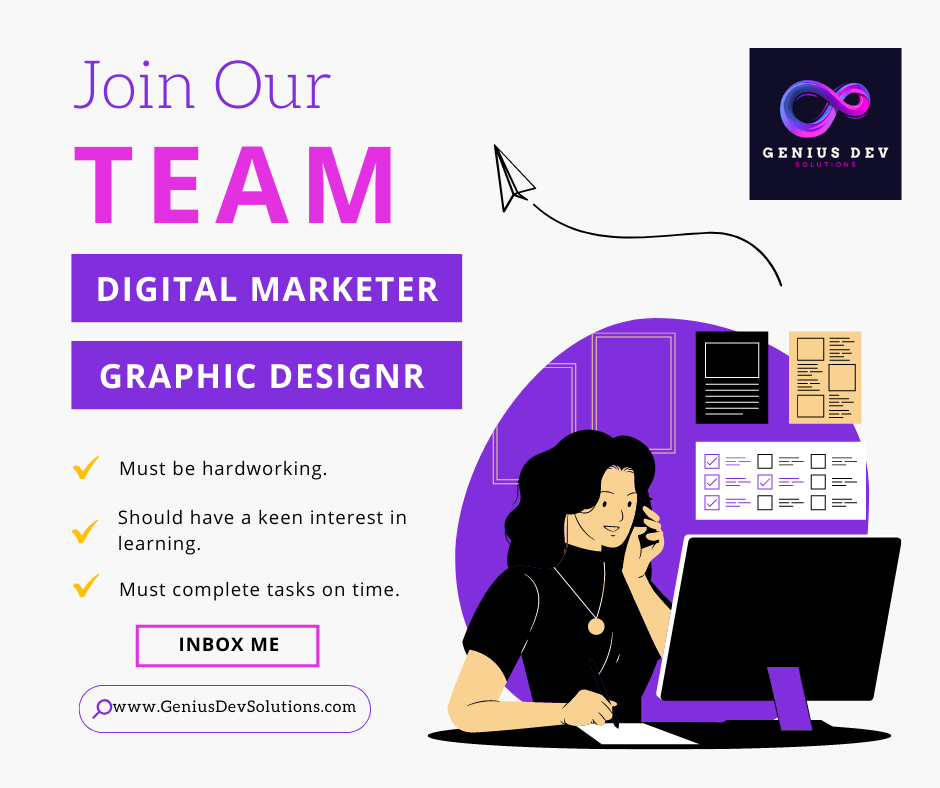 Join Our
GENIUS DEV
SOLUTIONS
TEAM
DIGITAL MARKETER
GRAPHIC DESIGNR
Must be hardworking.
Should have a keen interest in
learning.
Must complete tasks on time.
INBOX ME
www.GeniusDevSolutions.com